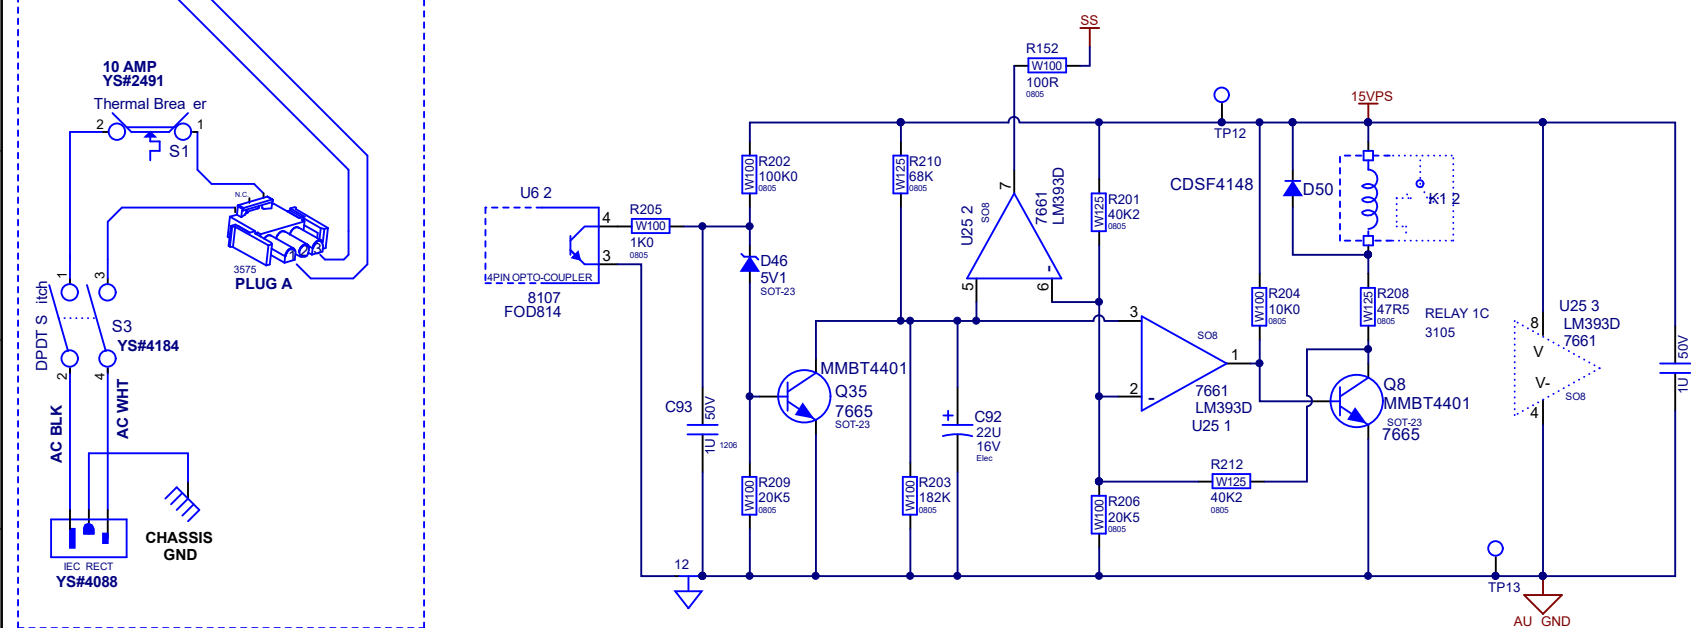 10 AMP
YS#2491
Thermal Brea er
2
1
S1
N.C.
1
2
3
3575
PLUG A
1
3
DPDT S itch
S3
YS#4184
2
4
AC BLK
AC WHT
CHASSIS
GND
IEC RECT
YS#4088
U6 2
4
3
4PIN OPTO-COUPLER
8107
FOD814
R205
W100
1K0
0805
R202
W100
100K0
0805
D46
5V1
SOT-23
C93
50V
1U
1206
R209
W100
20K5
0805
12
MMBT4401
Q35
7665
SOT-23
R210
W125
68K
0805
R203
W100
182K
0805
C92
+
22U
16V
Elec
SS
R152
W100
100R
0805
7
U25 2
SO8
7661
LM393D
5
6
-
R201
W125
40K2
0805
3
2
-
1
SO8
7661
LM393D
U25 1
R206
W100
20K5
0805
R212
W125
40K2
0805
TP12
CDSF4148
D50
15VPS
K1 2
R204
W100
10K0
0805
R208
W125
47R5
0805
RELAY 1C
3105
Q8
MMBT4401
SOT-23
7665
U25 3
LM393D
7661
8
V
V-
4
SO8
50V
1U
TP13
AU GND